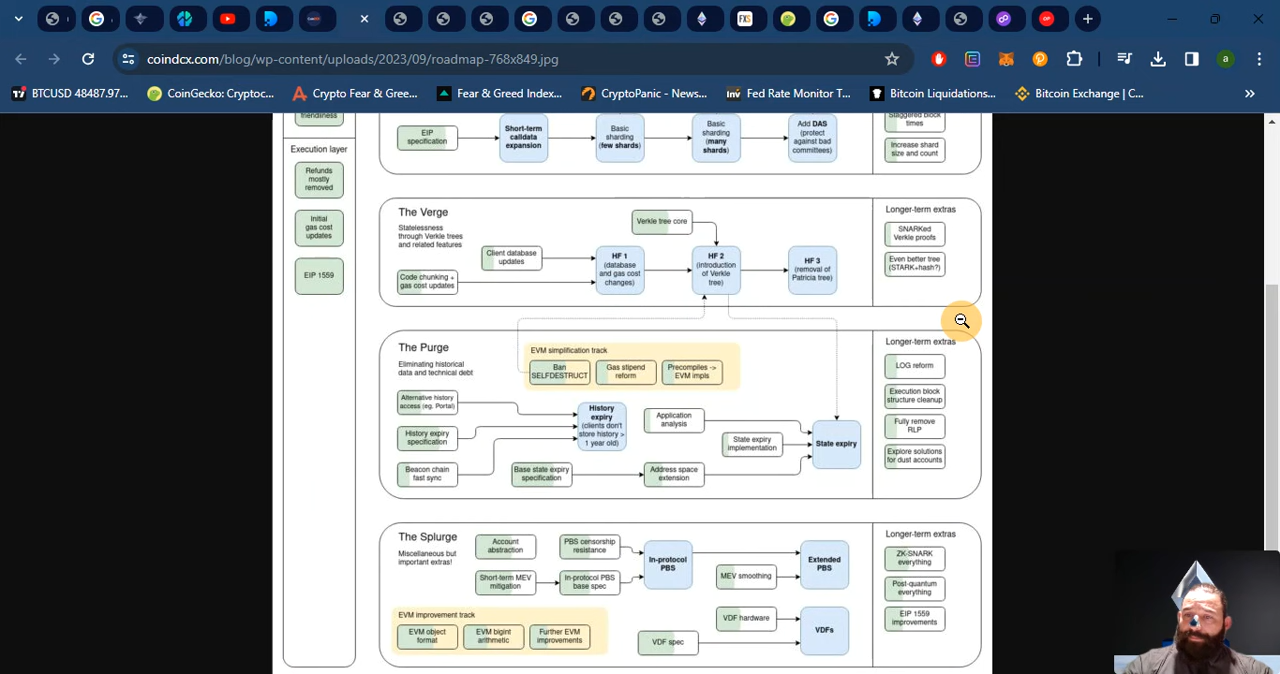 FXS
OP
coindcx.com/blog/wp-content/uploads/2023/09/roadmap-768x849.jpg
a
BTCUSD 48487.97...
CoinGecko: Cryptoc...
Crypto Fear & Gree...
Fear & Greed Index...
CryptoPanic - News...
Inv
Fed Rate Monitor T...
Bitcoin Liquidations...
Bitcoin Exchange | C...
»
friendliness
Execution layer
Refunds
mostly
removed
Initial
gas cost
updates
EIP 1559
EIP
specification
Short-term
calldata
expansion
Basic
sharding
(few shards)
Basic
sharding
(many
shards)
Add DAS
(protect
against bad
committees)
Staggered block
times
Increase shard
size and count
The Verge
Statelessness
through Verkle trees
and related features
Verkle tree core
Client database
updates
Code chunking +
gas cost updates
HF 1
(database
and gas cost
changes)
HF 2
(introduction
of Verkle
tree)
HF 3
(removal of
Patricia tree)
Longer-term extras
SNARKed
Verkle proofs
Even better tree
(STARK+hash?)
The Purge
Eliminating historical
data and technical debt
EVM simplification track
Ban
SELFDESTRUCT
Gas stipend
reform
Precompiles ->
EVM impls
Alternative history
access (eg. Portal)
History expiry
specification
Beacon chain
fast sync
History
expiry
(clients don't
store history >
1 year old)
Application
analysis
State expiry
implementation
Base state expiry
specification
Address space
extension
State expiry
Longer-term extras
LOG reform
Execution block
structure cleanup
Fully remove
RLP
Explore solutions
for dust accounts
The Splurge
Miscellaneous but
important extras!
Account
abstraction
PBS censorship
resistance
Short-term MEV
mitigation
In-protocol PBS
base spec
In-protocol
PBS
MEV smoothing
Extended
PBS
EVM improvement track
EVM object
format
EVM bigint
arithmetic
Further EVM
improvements
VDF hardware
VDF spec
VDFs
Longer-term extras
ZK-SNARK
everything
Post-quantum
everything
EIP 1559
improvements